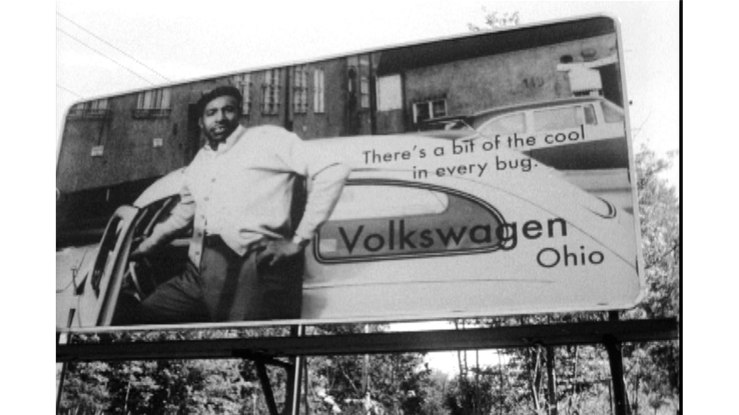 There's a bit of the cool
in every bug.
Volkswagen
Ohio